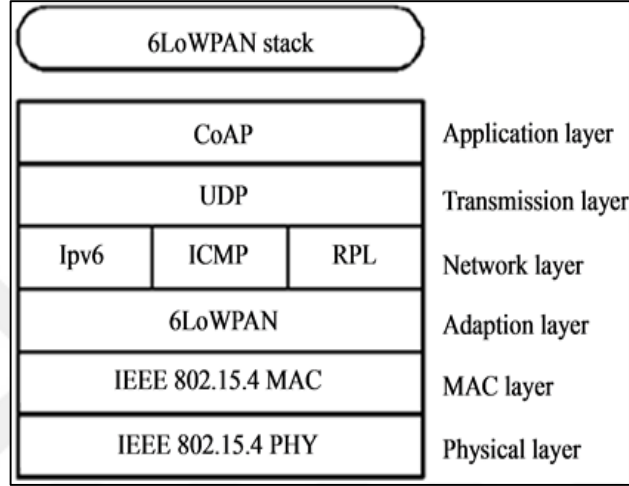 6LoWPAN stack
CoAP Application layer
UDP Transmission layer
Ipv6 ICMP RPL Network layer
6LoWPAN Adaption layer
IEEE 802.15.4 MAC MAC layer
IEEE 802.15.4 PHY Physical layer